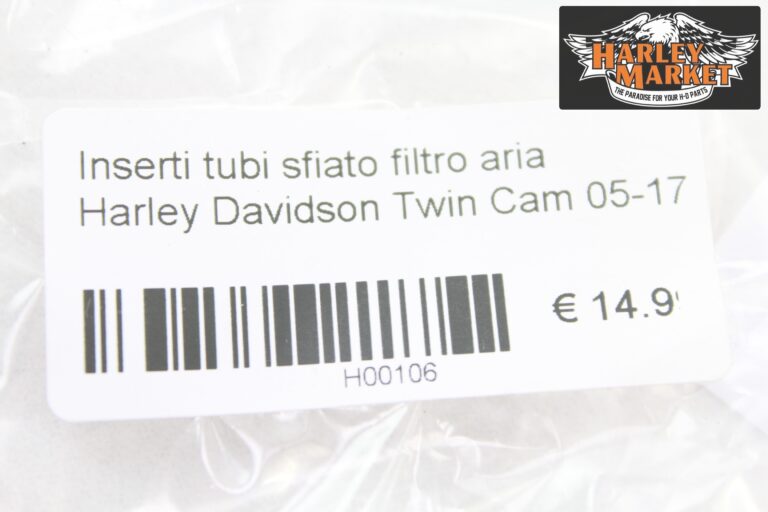 HARLEY
MARKET
THE PARADISE FOR YOUR H-D PARTS
Inserti tubi sfiato filtro aria
Harley Davidson Twin Cam 05-17
€ 14.9
H00106